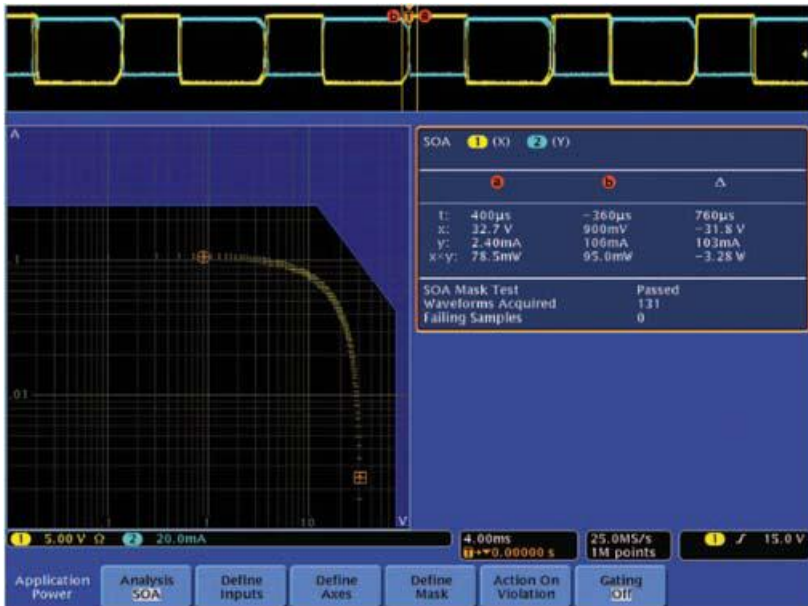 b T a
A
.1
.01
.1 1 10 V
SOA 1 (X) 2 (Y)
a b Δ
t: 400µs -360µs 760µs
x: 32.7 V 900mV -31.8 V
y: 2.40mA 106mA 103mA
x×y: 78.5mW 95.0mW -3.28 W
SOA Mask Test Passed
Waveforms Acquired 131
Failing Samples 0
1 5.00 V Ω 2 20.0mA 4.00ms 25.0MS/s 1 ∫ 15.0 V
T→▼0.00000 s 1M points
Application Power
Analysis SOA
Define Inputs
Define Axes
Define Mask
Action On Violation
Gating Off